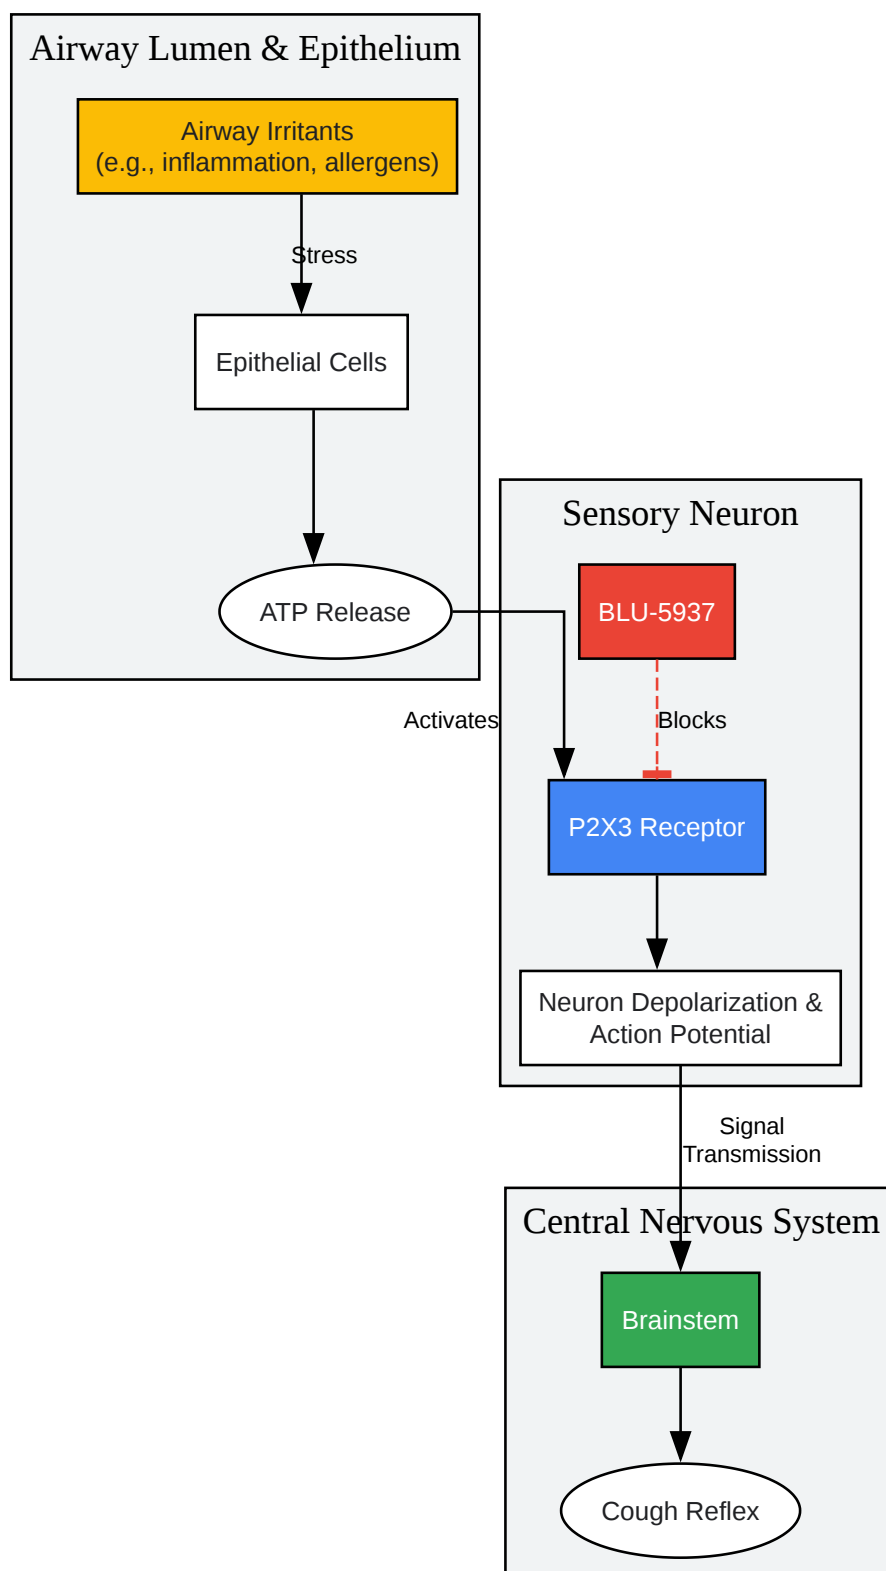 Airway Lumen & Epithelium
Airway Irritants
(e.g., inflammation, allergens)
Stress
Epithelial Cells
ATP Release
Activates
Sensory Neuron
BLU-5937
Blocks
P2X3 Receptor
Neuron Depolarization &
Action Potential
Signal
Transmission
Central Nervous System
Brainstem
Cough Reflex